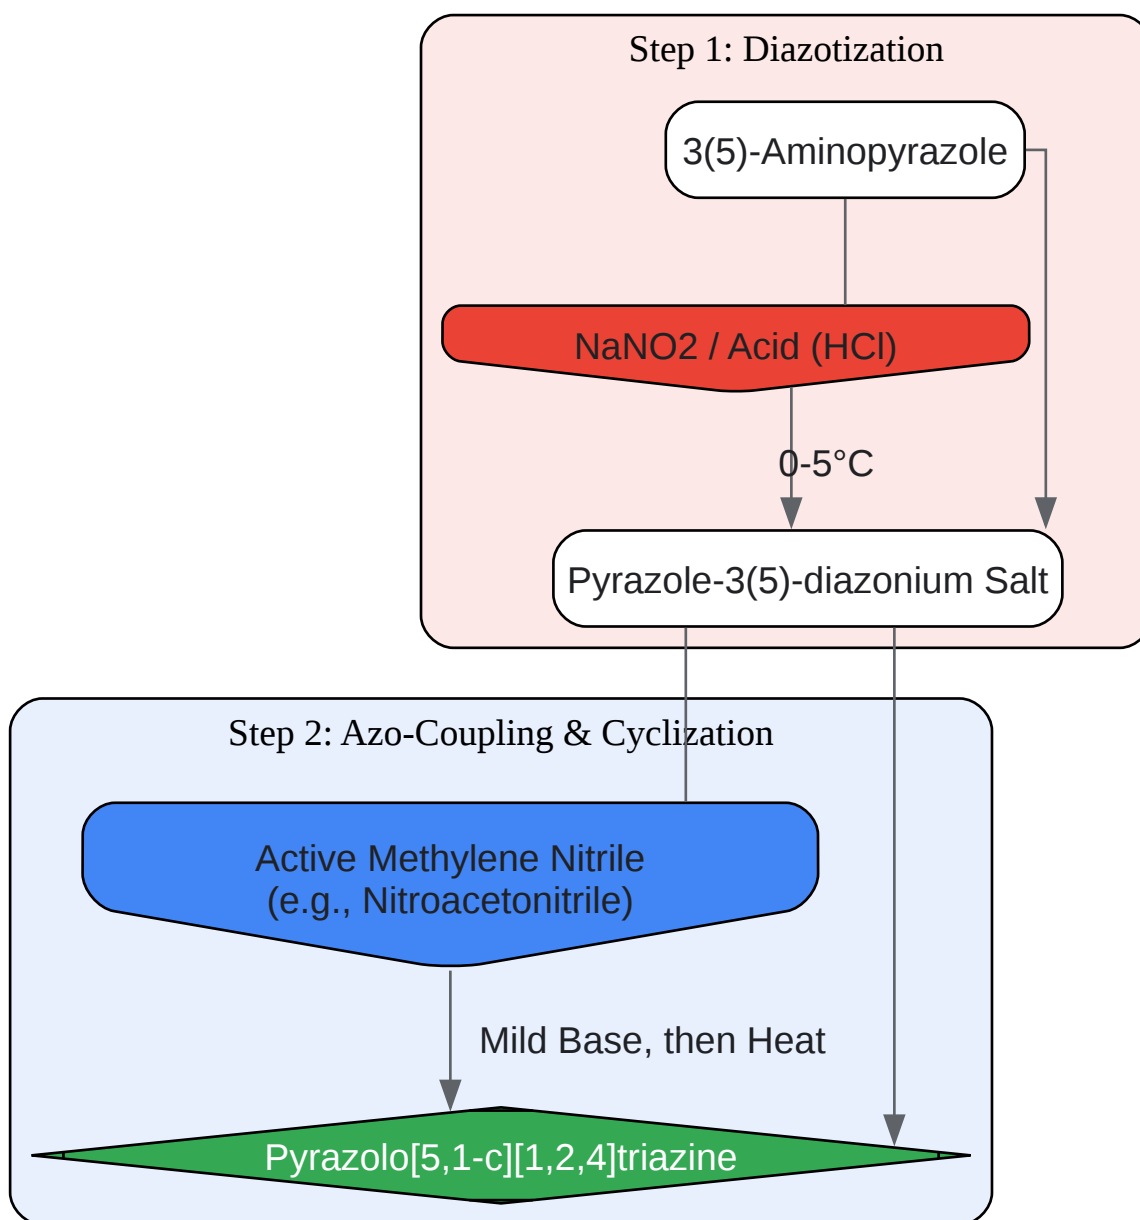 Step 1: Diazotization
3(5)-Aminopyrazole
NaNO2 / Acid (HCl)
0-5°C
Pyrazole-3(5)-diazonium Salt
Step 2: Azo-Coupling & Cyclization
Active Methylene Nitrile
(e.g., Nitroacetonitrile)
Mild Base, then Heat
Pyrazolo[5,1-c][1,2,4]triazine